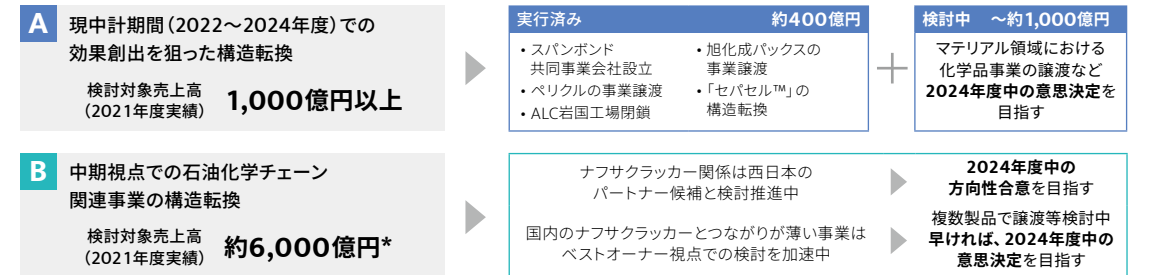 A 現中計期間（2022～2024年度）での
効果創出を狙った構造転換
検討対象売上高
（2021年度実績） 1,000億円以上
実行済み 約400億円
・スパンボンド
共同事業会社設立
・ペリクルの事業譲渡
・ALC岩国工場閉鎖
・旭化成パックスの
事業譲渡
・「セパセル™」の
構造転換
＋
検討中 ～約1,000億円
マテリアル領域における
化学品事業の譲渡など
2024年度中の意思決定を
目指す
B 中期視点での石油化学チェーン
関連事業の構造転換
検討対象売上高
（2021年度実績） 約6,000億円*
ナフサクラッカー関係は西日本の
パートナー候補と検討推進中
2024年度中の
方向性合意を目指す
国内のナフサクラッカーとつながりが薄い事業は
ベストオーナー視点での検討を加速中
複数製品で譲渡等検討中
早ければ、2024年度中の
意思決定を目指す